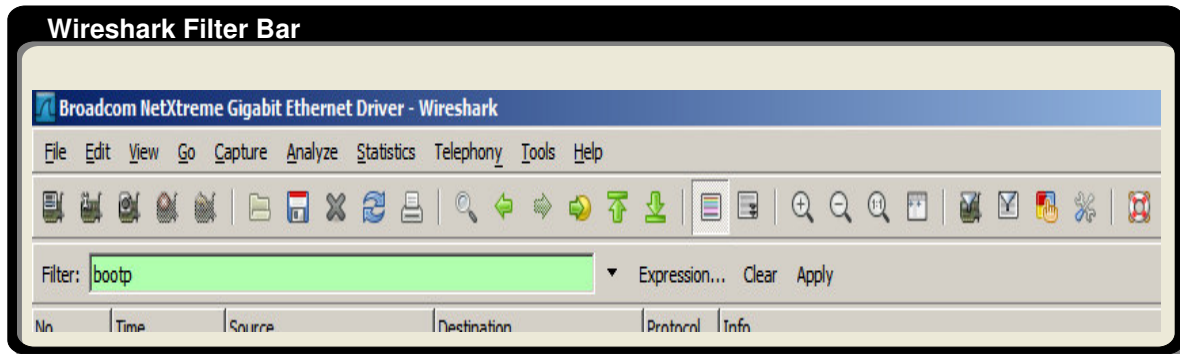 Wireshark Filter Bar
Broadcom NetXtreme Gigabit Ethernet Driver - Wireshark
File Edit View Go Capture Analyze Statistics Telephony Tools Help
Filter: bootp Expression... Clear Apply
No. Time Source Destination Protocol Info